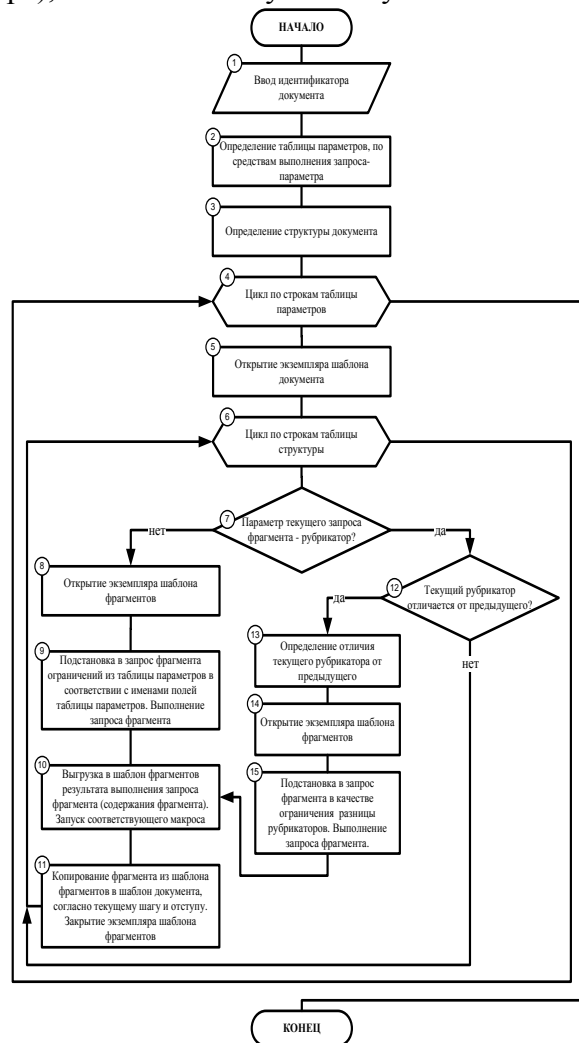 НАЧАЛО
1
Ввод идентификатора
документа
2
Определение таблицы параметров, по
средствам выполнения запроса-
параметра
3
Определение структуры документа
4
Цикл по строкам таблицы
параметров
5
Открытие экземпляра шаблона
документа
6
Цикл по строкам таблицы
структуры
7
Параметр текущего запроса
фрагмента - рубрикатор?
нет
да
8
Открытие экземпляра шаблона
фрагментов
9
Подстановка в запрос фрагмента
ограничений из таблицы параметров в
соответствии с именами полей
таблицы параметров. Выполнение
запроса фрагмента
10
Выгрузка в шаблон фрагментов
результата выполнения запроса
фрагмента (содержания фрагмента).
Запуск соответствующего макроса
11
Копирование фрагмента из шаблона
фрагментов в шаблон документа,
согласно текущему шагу и отступу.
Закрытие экземпляра шаблона
фрагментов
12
Текущий рубрикатор
отличается от предыдущего?
да
нет
13
Определение отличия
текущего рубрикатора от
предыдущего
14
Открытие экземпляра шаблона
фрагментов
15
Подстановка в запрос
фрагмента в качестве
ограничения разницы
рубрикаторов. Выполнение
запроса фрагмента.
КОНЕЦ